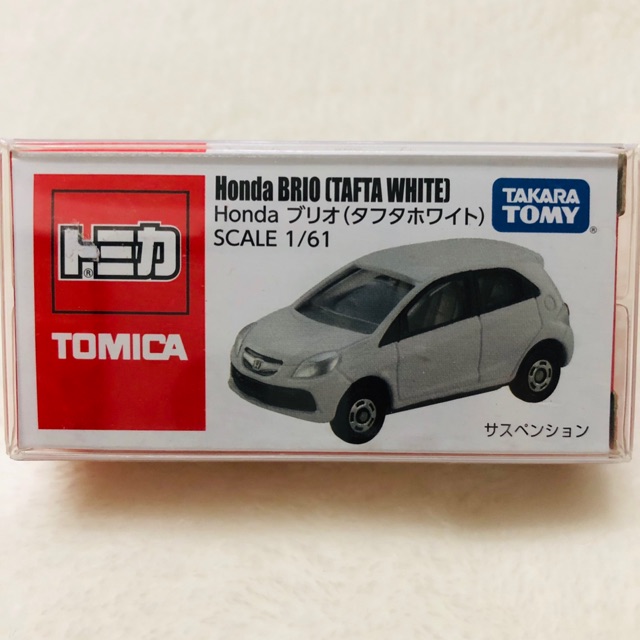 トミカ®
TOMICA
Honda BRIO (TAFTA WHITE)
Honda ブリオ(タフタホワイト)
SCALE 1/61
TAKARA
TOMY®
サスペンション